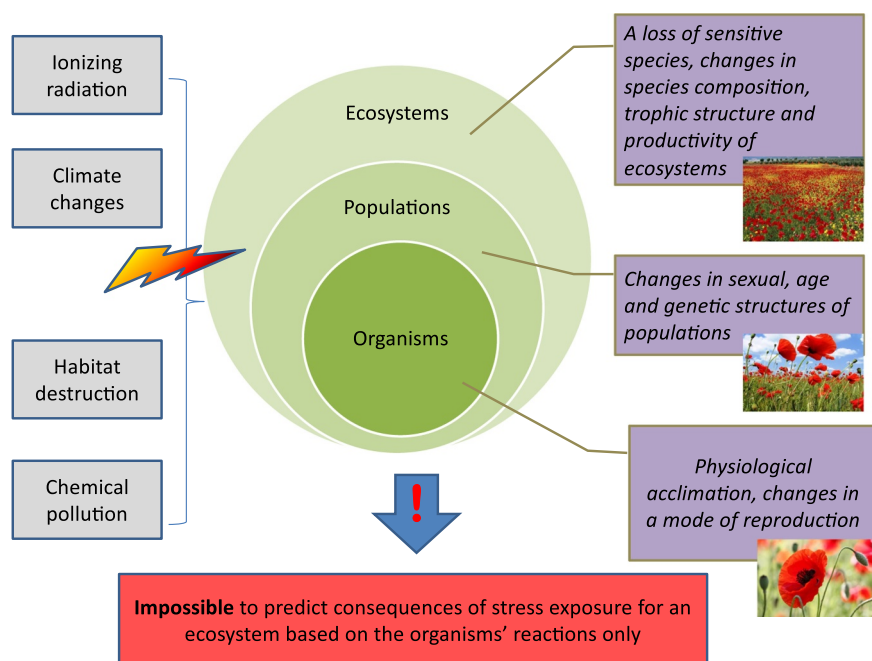 Ionizing
radiation
Climate
changes
Habitat
destruction
Chemical
pollution
Ecosystems
Populations
Organisms
A loss of sensitive
species, changes in
species composition,
trophic structure and
productivity of
ecosystems
Changes in sexual, age
and genetic structures of
populations
Physiological
acclimation, changes in
a mode of reproduction
!
Impossible to predict consequences of stress exposure for an
ecosystem based on the organisms’ reactions only